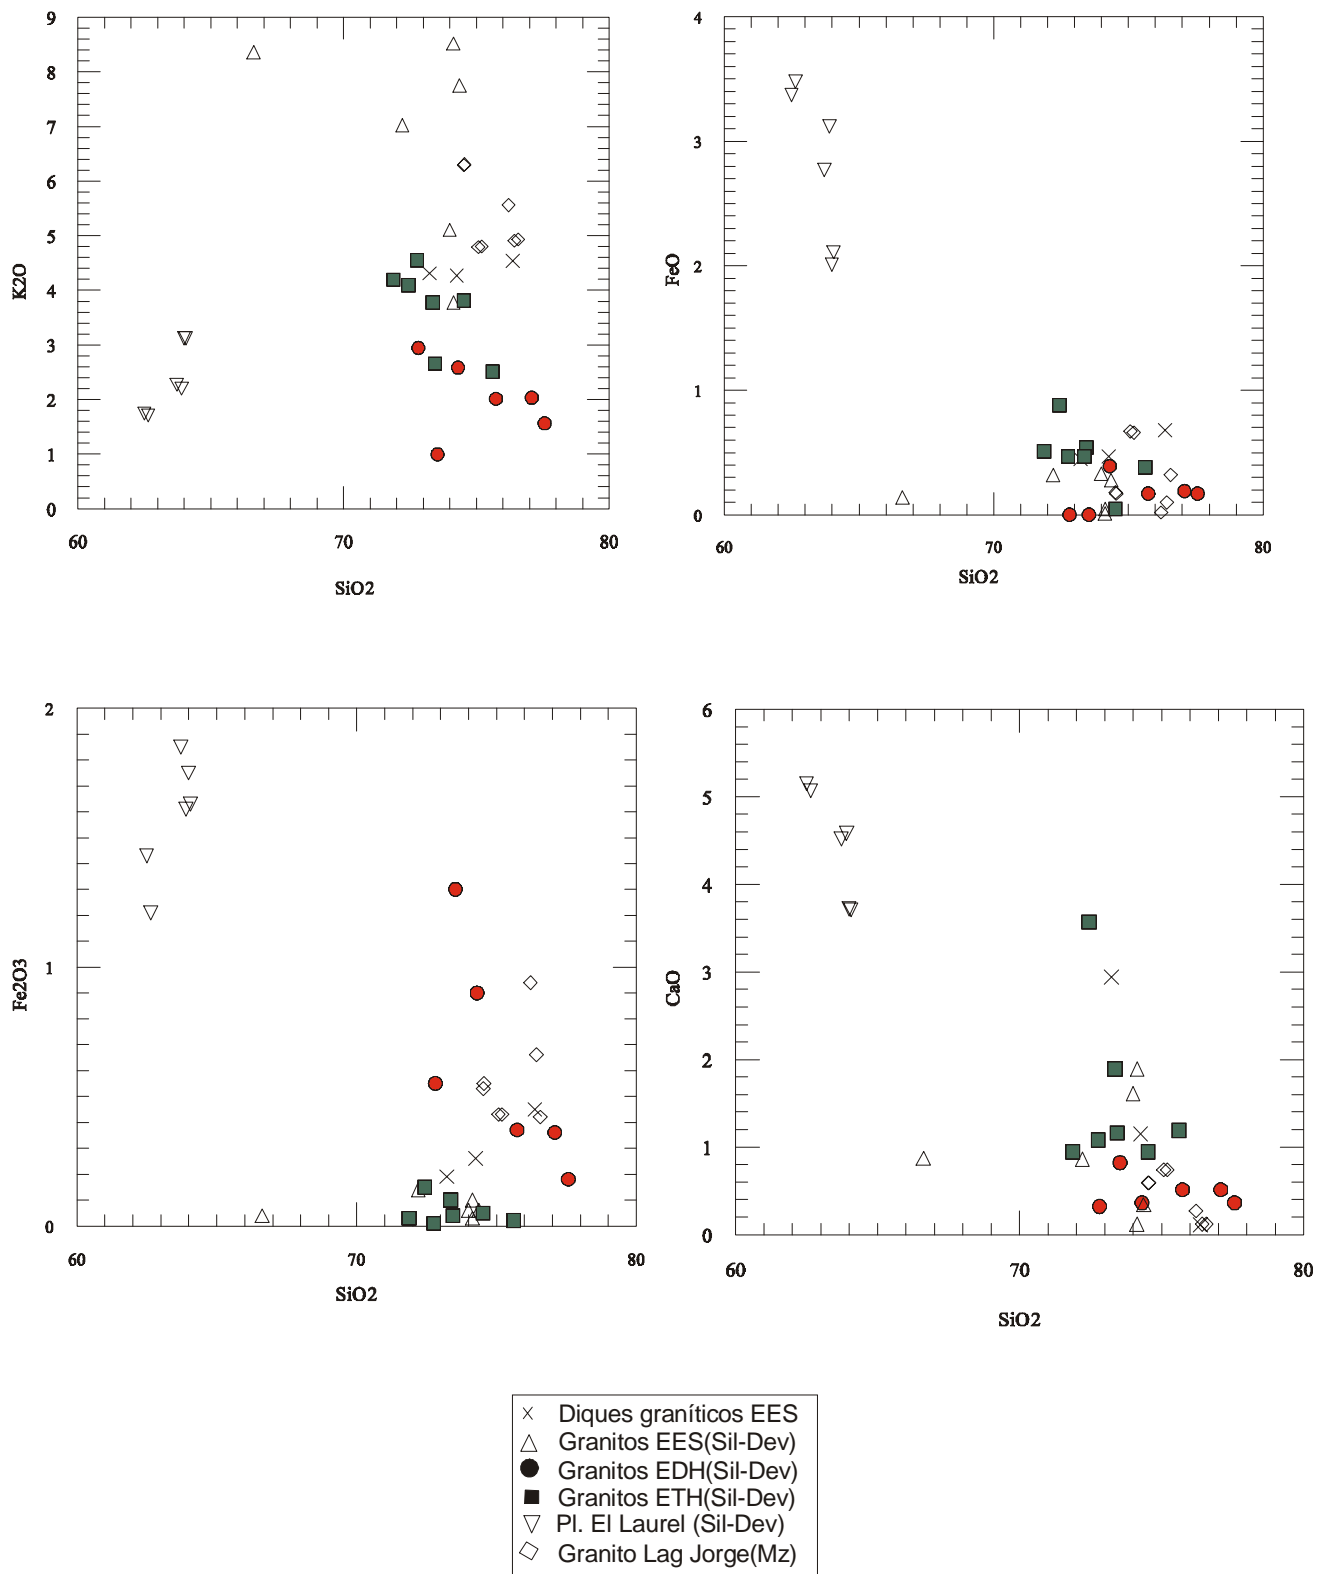 9
8
7
6
5
4
3
2
1
0
K2O
60 70 80
SiO2
4
3
2
1
0
FeO
60 70 80
SiO2
2
1
0
Fe2O3
60 70 80
SiO2
6
5
4
3
2
1
0
CaO
60 70 80
SiO2
Diques graníticos EES
Granitos EES(Sil-Dev)
Granitos EDH(Sil-Dev)
Granitos ETH(Sil-Dev)
Pl. El Laurel (Sil-Dev)
Granito Lag Jorge(Mz)